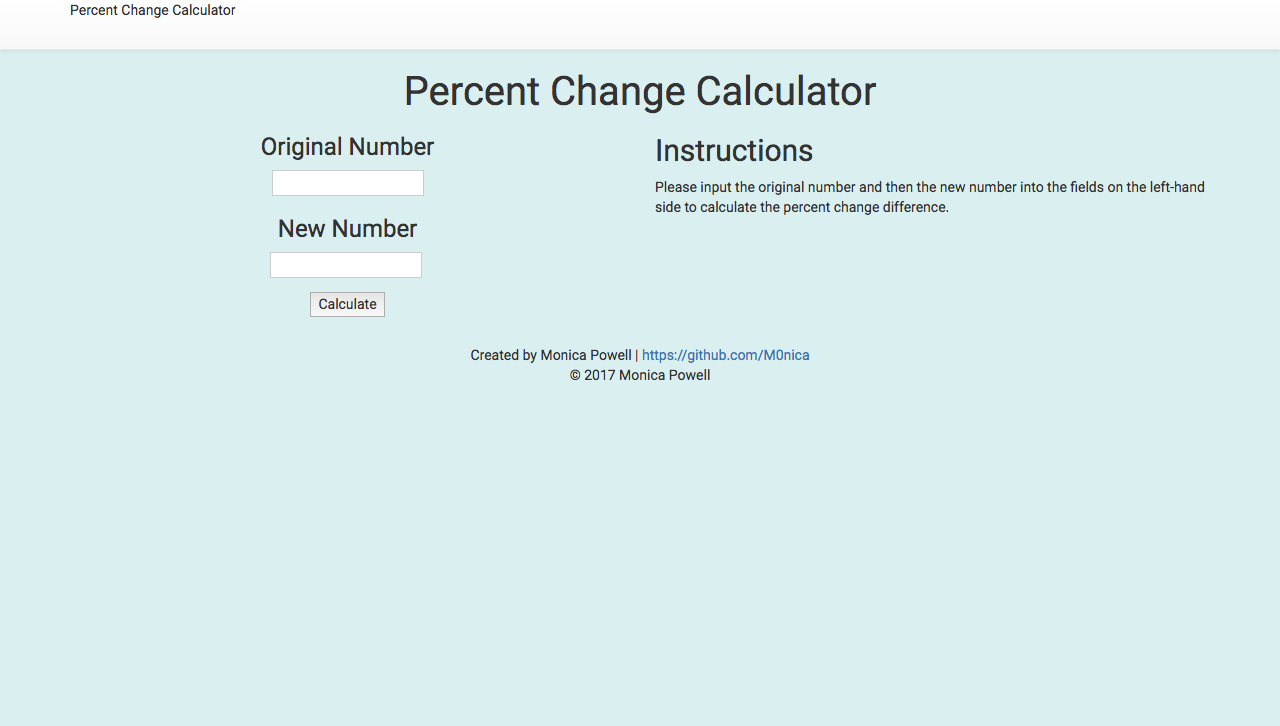 Percent Change Calculator
Percent Change Calculator
Original Number
New Number
Calculate
Instructions
Please input the original number and then the new number into the fields on the left-hand
side to calculate the percent change difference.
Created by Monica Powell | https://github.com/M0nica
© 2017 Monica Powell